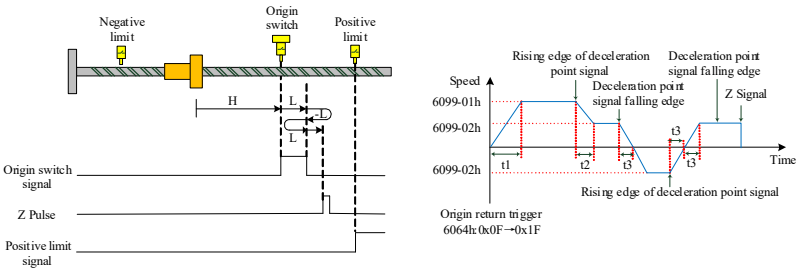 Negative
limit
Origin
switch
Positive
limit
H
L
-L
L
Origin switch
signal
Z Pulse
Positive limit
signal
Rising edge of deceleration
point signal
Deceleration point
signal falling edge
Deceleration point
signal falling edge
Z Signal
Speed
6099-01h
6099-02h
6099-02h
t1
t2
t3
t3
t3
Time
Rising edge of deceleration point signal
Origin return trigger
6064h:0x0F→0x1F